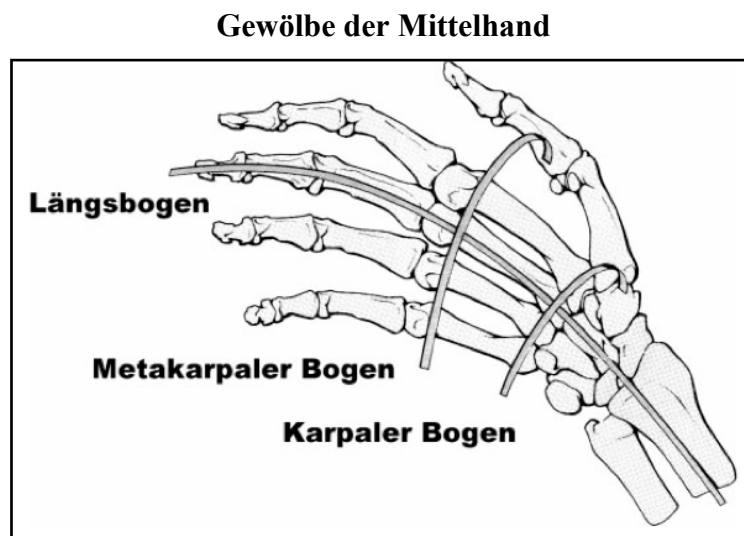 Gewölbe der Mittelhand
Längsbogen
Metakarpaler Bogen
Karpaler Bogen